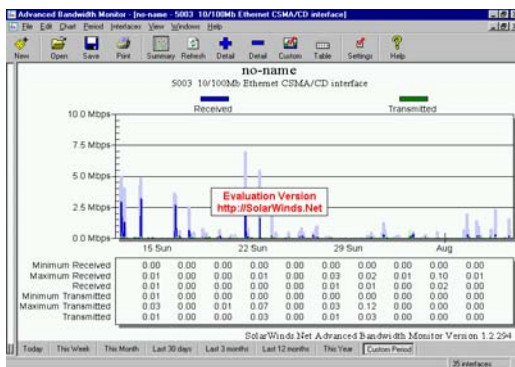 Advanced Bandwidth Monitor - [no-name - 5003 10/100Mb Ethernet CSMA/CD interface]
File Edit Chart Period Interfaces View Windows Help
New Open Save Print Summary Refresh Detail Detail Custom Table Settings Help
no-name
5003 10/100Mb Ethernet CSMA/CD interface
Received Transmitted
10.0 Mbps
7.5 Mbps
5.0 Mbps
Evaluation Version
http://SolarWinds.Net
2.5 Mbps
0.0 Mbps
15 Sun 22 Sun 29 Sun Aug
Minimum Received 0.00 0.00 0.00 0.00 0.00 0.00 0.00 0.00 0.00 0.00
Maximum Received 0.01 0.00 0.00 0.01 0.00 0.03 0.02 0.01 0.10 0.01
Received 0.01 0.00 0.00 0.00 0.00 0.01 0.01 0.00 0.02 0.00
Minimum Transmitted 0.00 0.00 0.00 0.00 0.00 0.00 0.00 0.00 0.00 0.00
Maximum Transmitted 0.03 0.00 0.01 0.07 0.00 0.03 0.12 0.00 0.00 0.00
Transmitted 0.01 0.00 0.00 0.03 0.00 0.01 0.03 0.00 0.00 0.00
SolarWinds.Net Advanced Bandwidth Monitor Version 1.2.294
Today This Week This Month Last 30 days Last 3 months Last 12 months This Year Custom Period
25 interfaces